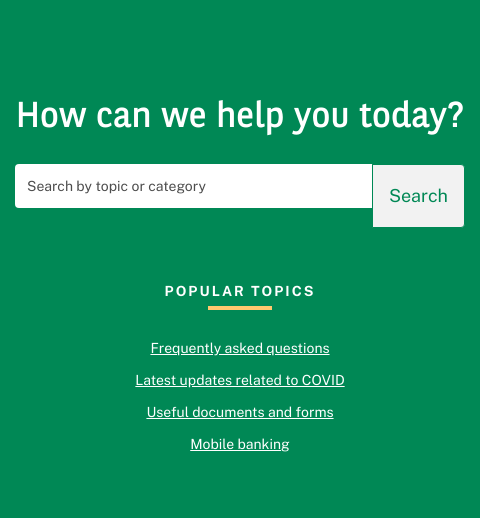 How can we help you today?
Search by topic or category
Search
POPULAR TOPICS
Frequently asked questions
Latest updates related to COVID
Useful documents and forms
Mobile banking